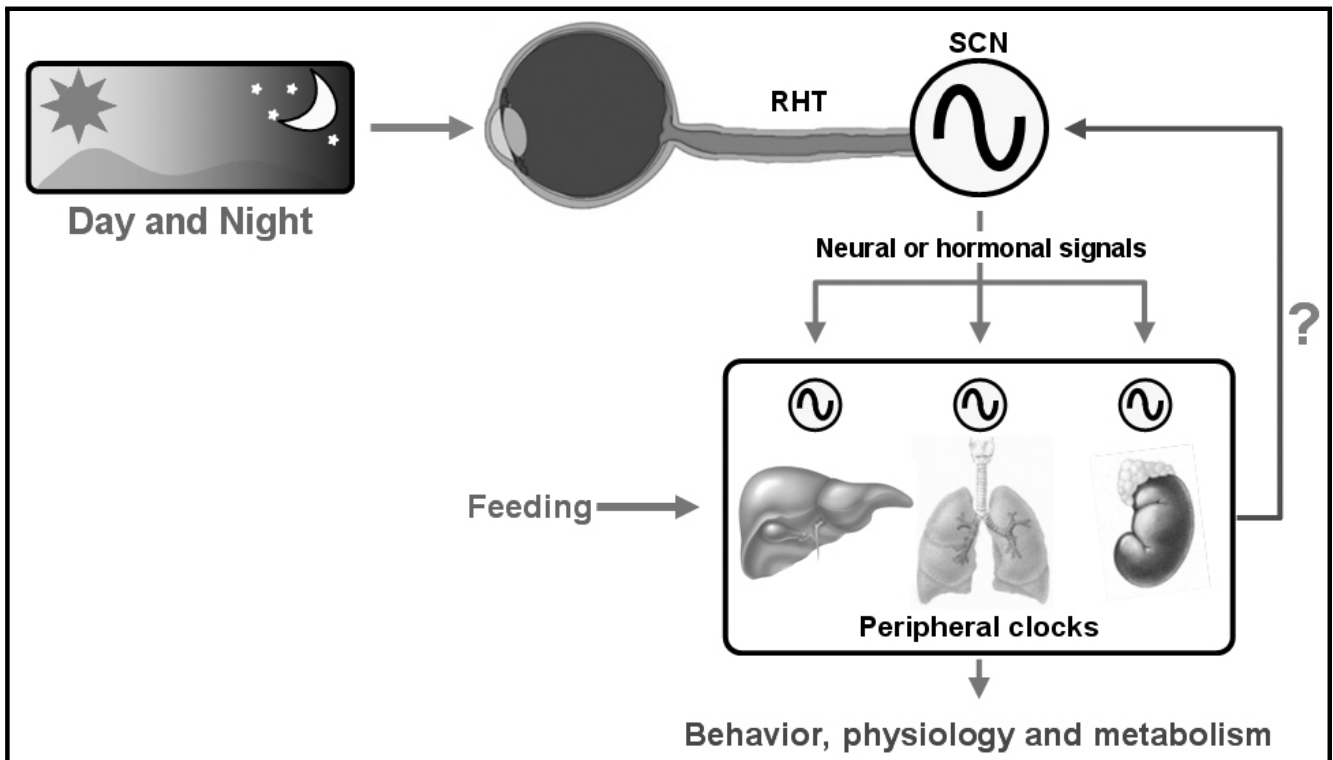 SCN
RHT
Day and Night
Neural or hormonal signals
?
Feeding
Peripheral clocks
Behavior, physiology and metabolism